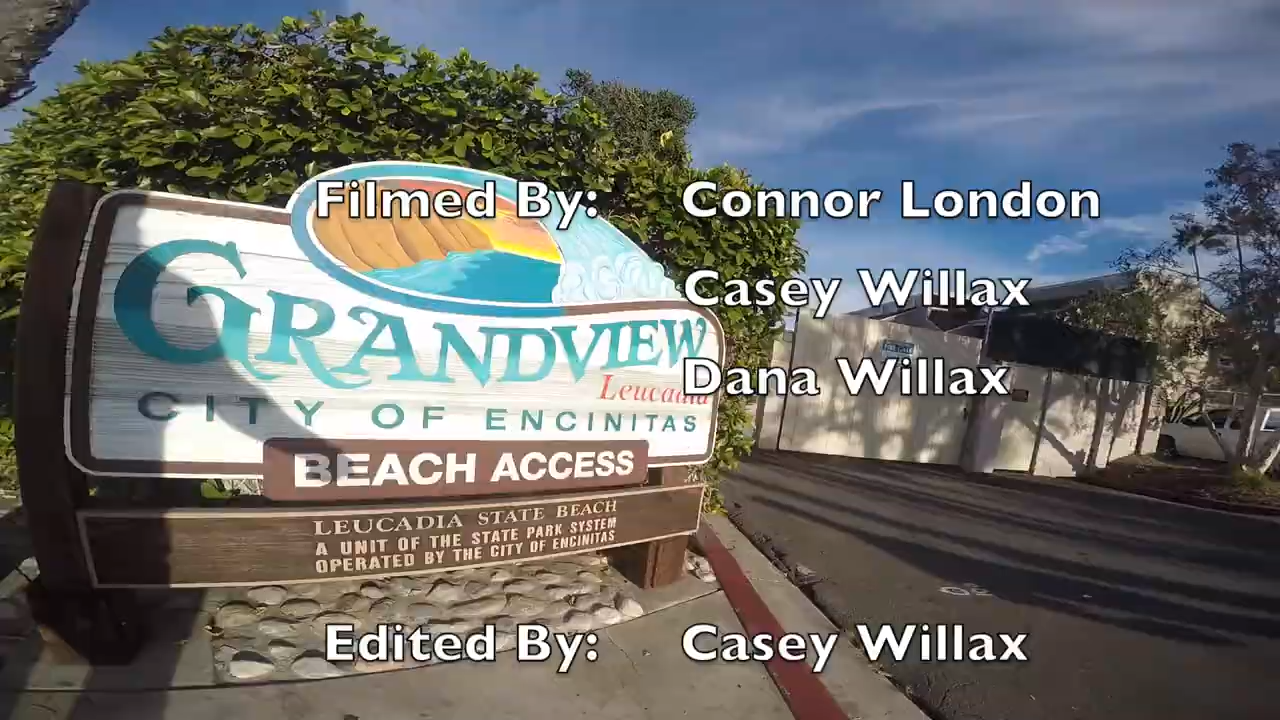 Filmed By: Connor London
Casey Willax
Dana Willax
GRANDVIEW
Leucadia
CITY OF ENCINITAS
BEACH ACCESS
LEUCADIA STATE BEACH
A UNIT OF THE STATE PARK SYSTEM
OPERATED BY THE CITY OF ENCINITAS
Edited By: Casey Willax